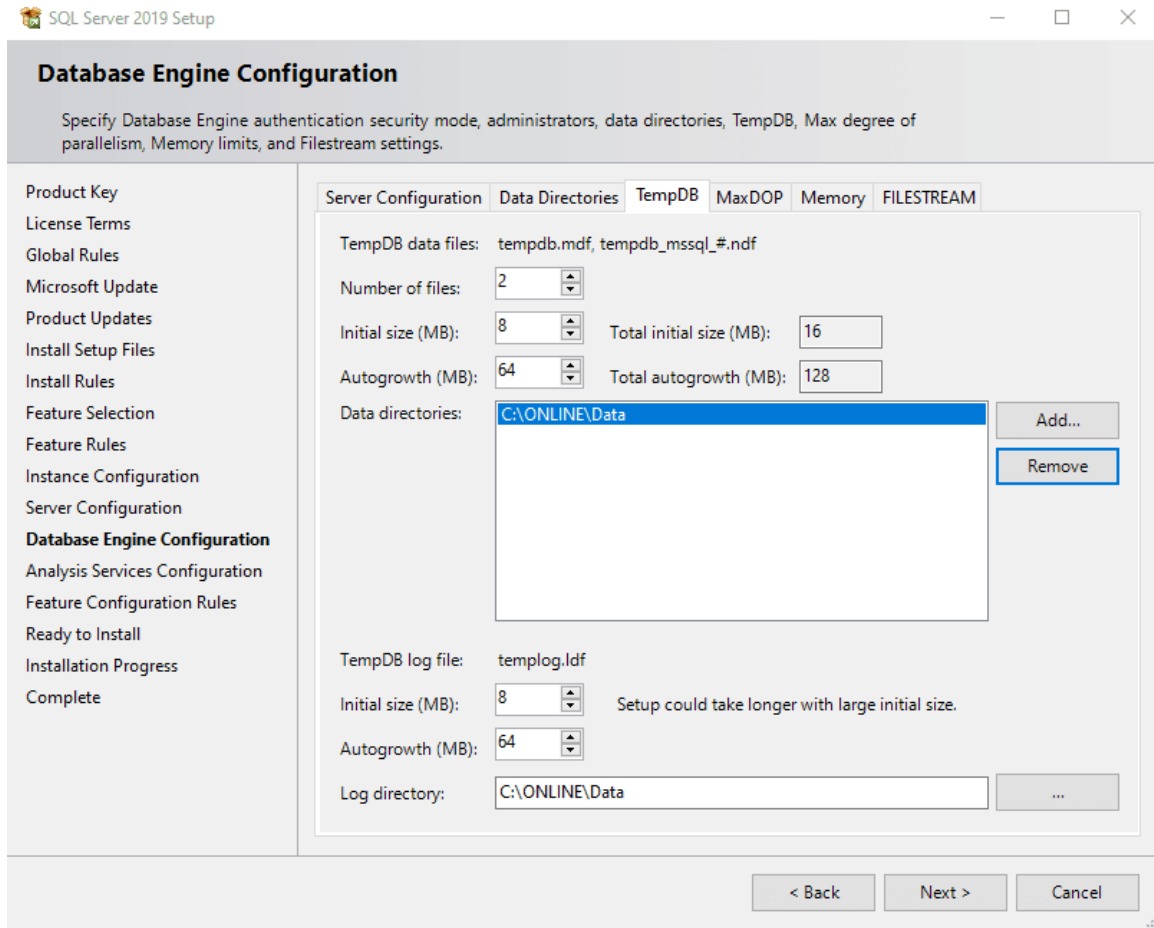 SQL Server 2019 Setup
Database Engine Configuration
Specify Database Engine authentication security mode, administrators, data directories, TempDB, Max degree of
parallelism, Memory limits, and Filestream settings.
Product Key
License Terms
Global Rules
Microsoft Update
Product Updates
Install Setup Files
Install Rules
Feature Selection
Feature Rules
Instance Configuration
Server Configuration
Database Engine Configuration
Analysis Services Configuration
Feature Configuration Rules
Ready to Install
Installation Progress
Complete
Server Configuration Data Directories TempDB MaxDOP Memory FILESTREAM
TempDB data files: tempdb.mdf, tempdb_mssql_#.ndf
Number of files: 2
Initial size (MB): 8 Total initial size (MB): 16
Autogrowth (MB): 64 Total autogrowth (MB): 128
Data directories: C:\ONLINE\Data Add...
Remove
TempDB log file: templog.ldf
Initial size (MB): 8 Setup could take longer with large initial size.
Autogrowth (MB): 64
Log directory: C:\ONLINE\Data ...
< Back Next > Cancel